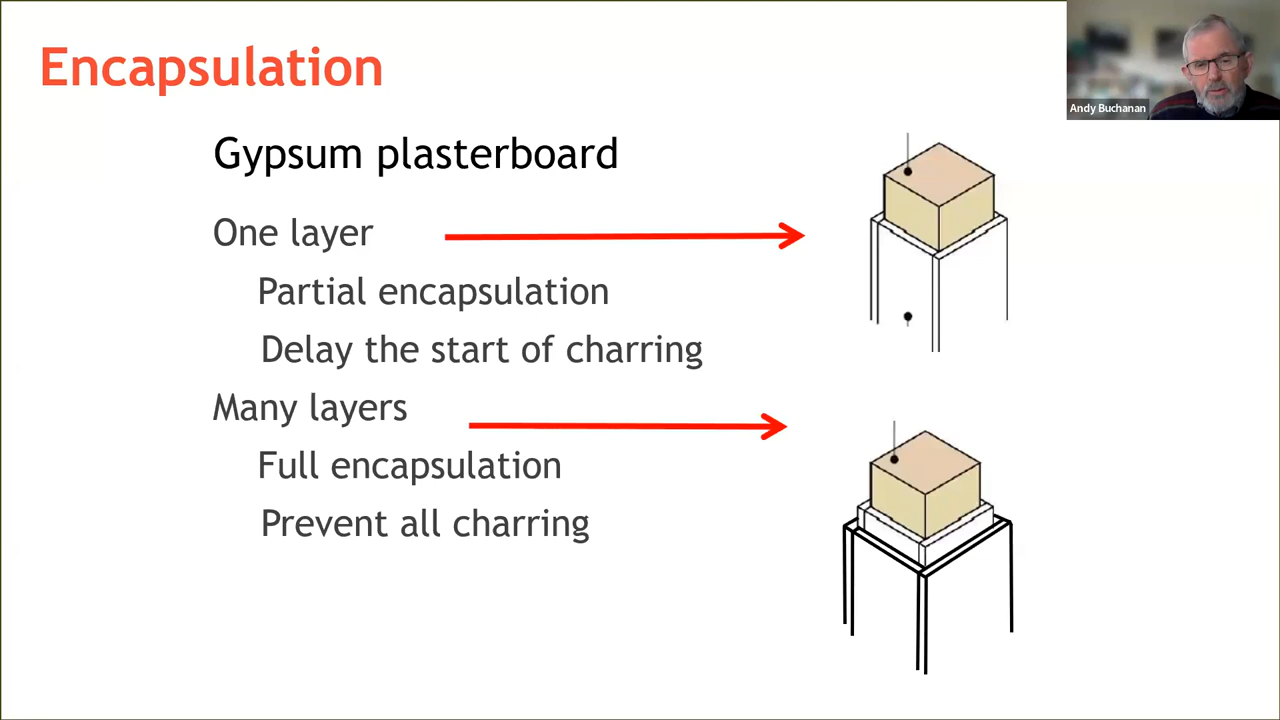 Encapsulation
Andy Buchanan
Gypsum plasterboard
One layer
Partial encapsulation
Delay the start of charring
Many layers
Full encapsulation
Prevent all charring